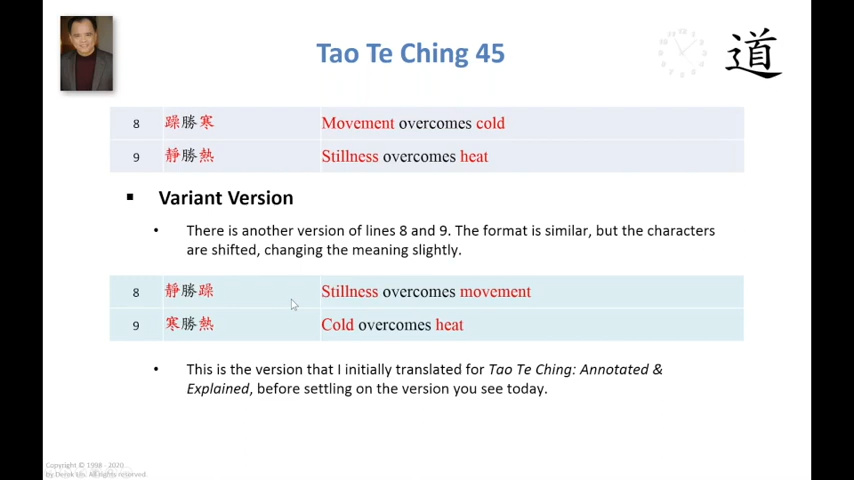 Tao Te Ching 45
道
8 躁勝寒 Movement overcomes cold
9 靜勝熱 Stillness overcomes heat
Variant Version
There is another version of lines 8 and 9. The format is similar, but the characters
are shifted, changing the meaning slightly.
8 靜勝躁 Stillness overcomes movement
9 寒勝熱 Cold overcomes heat
This is the version that I initially translated for Tao Te Ching: Annotated &
Explained, before settling on the version you see today.
Copyright © 1998 - 2020
by Derek Lin. All rights reserved.